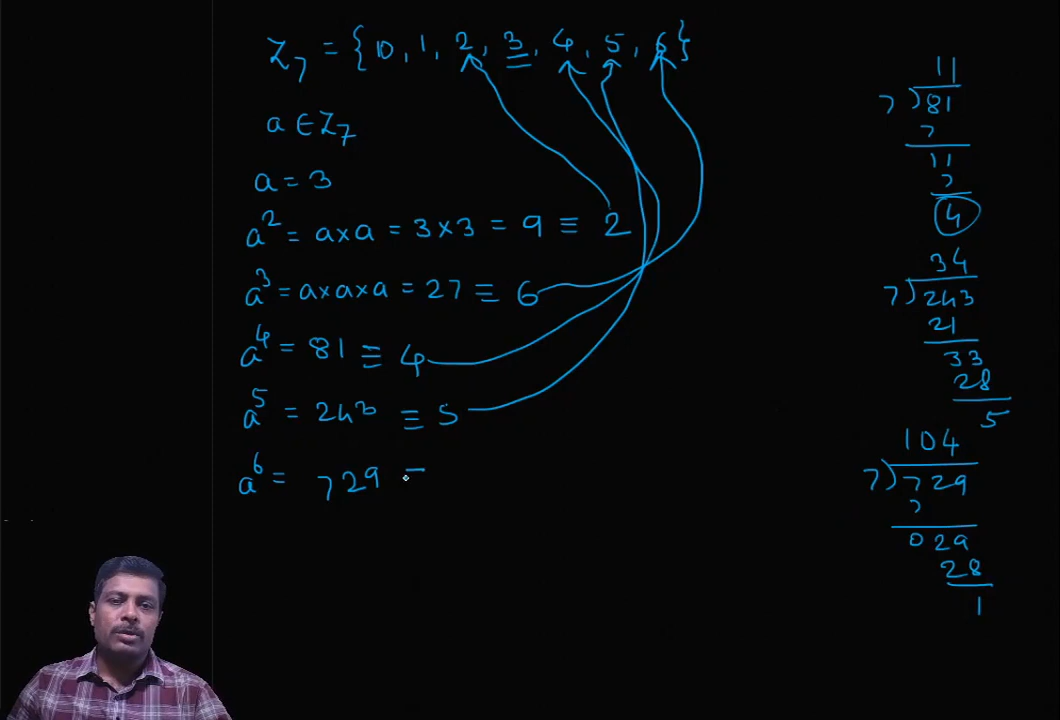 Z₇ = {10, 1, 2, 3, 4, 5, 6}
a ∈ Z₇
a = 3
a² = a×a = 3×3 = 9 ≡ 2
a³ = a×a×a = 27 ≡ 6
a⁴ = 81 ≡ 4
a⁵ = 243 ≡ 5
a⁶ = 729 =
11
7)81
7
11
7
4
34
7)243
21
33
28
5
104
7)729
7
029
28
1